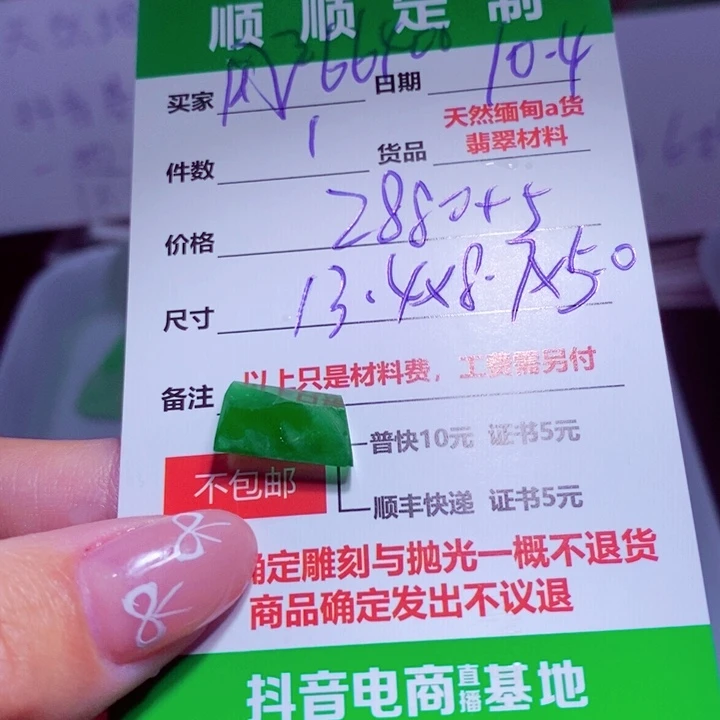 顺顺定制
买家 66400 日期 10.4
件数 1 货品 天然缅甸a货
翡翠材料
价格 2880+5
尺寸 13.4x8.7x5.0
备注 以上只是材料费，工费需另付
普快10元 证书5元
不包邮
顺丰快递 证书5元
确定雕刻与抛光一概不退货
商品确定发出不议退
抖音电商直播基地